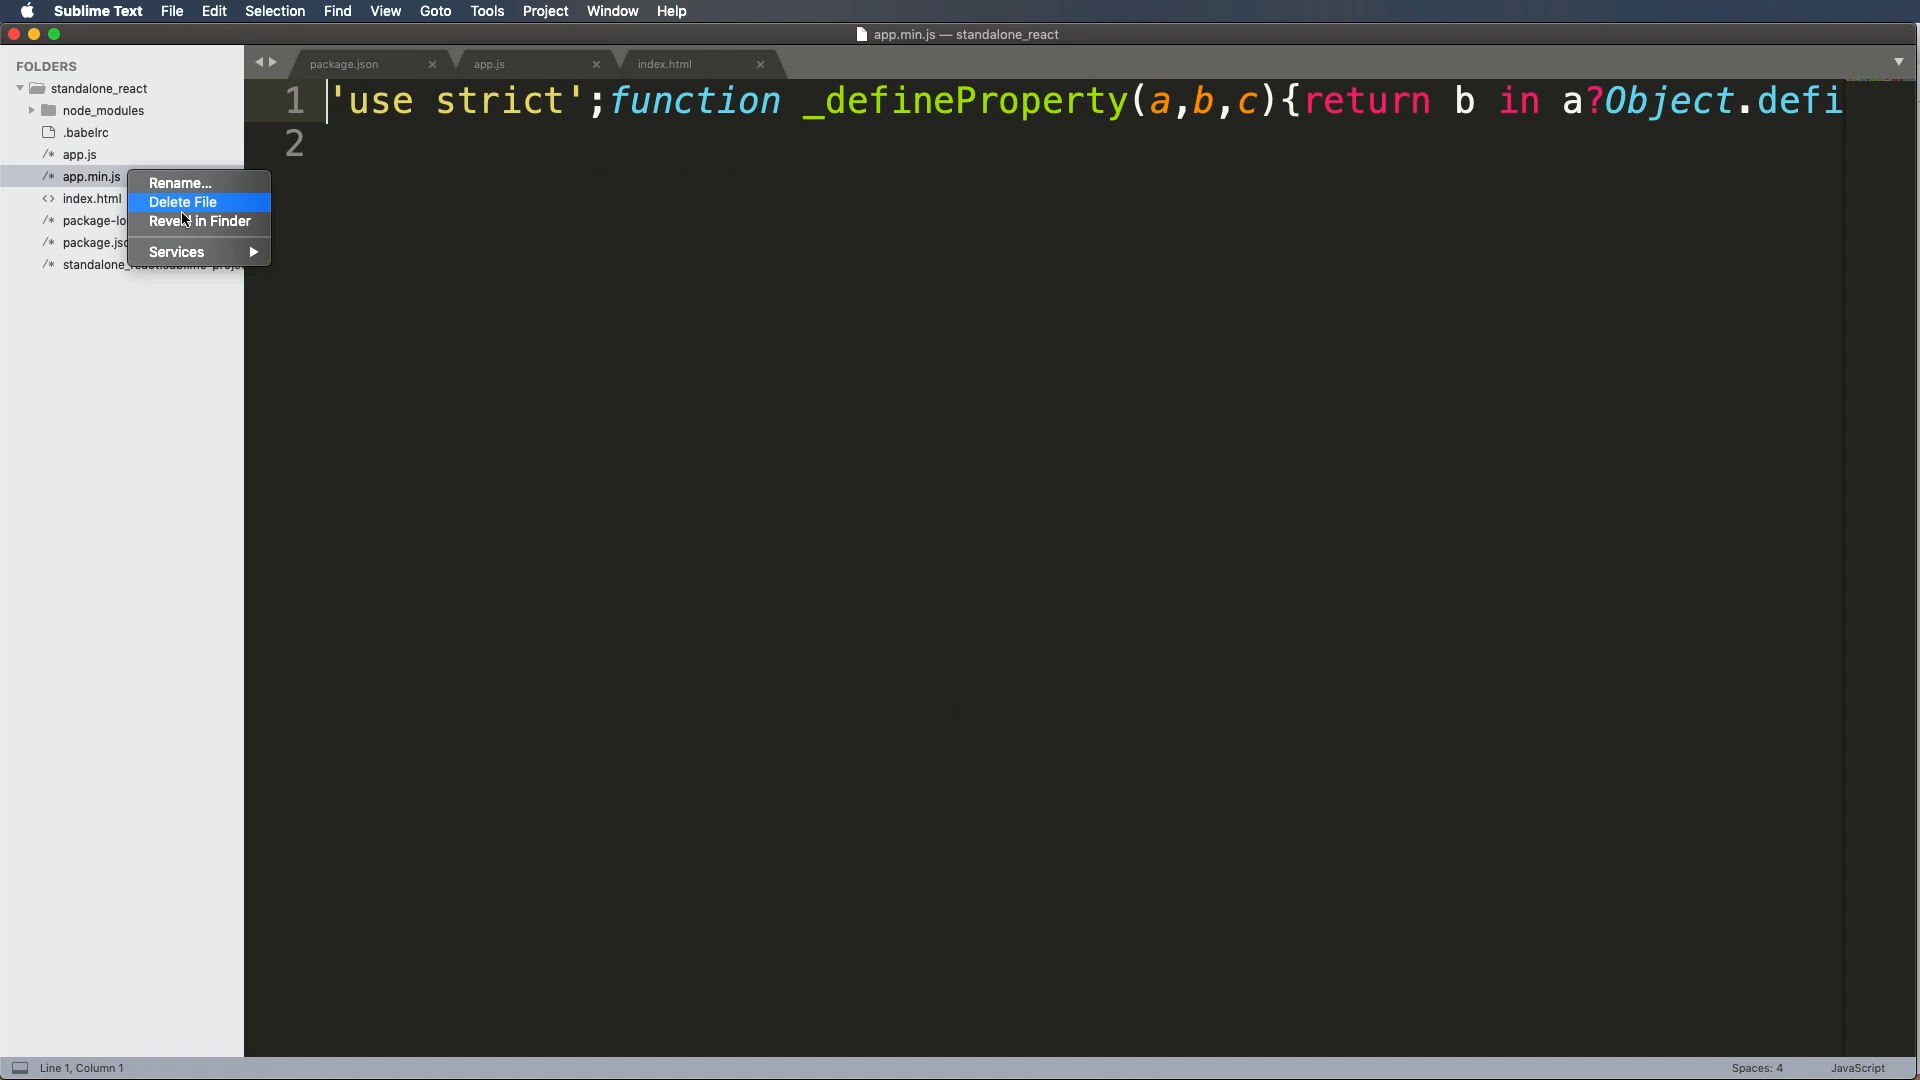 Sublime Text File Edit Selection Find View Goto Tools Project Window Help
app.min.js — standalone_react
FOLDERS
standalone_react
node_modules
.babelrc
/* app.js
/* app.min.js
<> index.html
/* package-lo
/* package.jso
/* standalone_
Rename...
Delete File
in Finder
Services
package.json
app.js
index.html
1 'use strict';function _defineProperty(a,b,c){return b in a?Object.defi
2
Line 1, Column 1
Spaces: 4
JavaScript